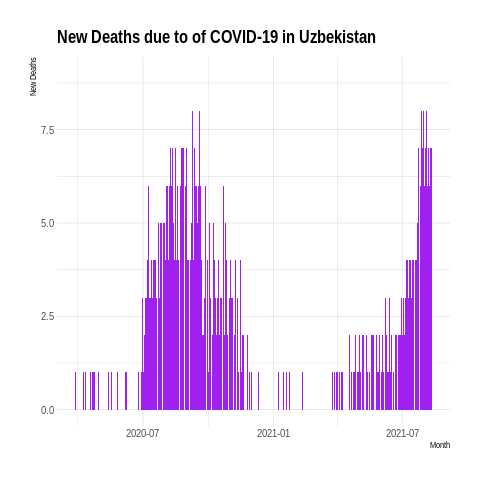 New Deaths due to of COVID-19 in Uzbekistan
New Deaths
7.5
5.0
2.5
0.0
2020-07 2021-01 2021-07
Month